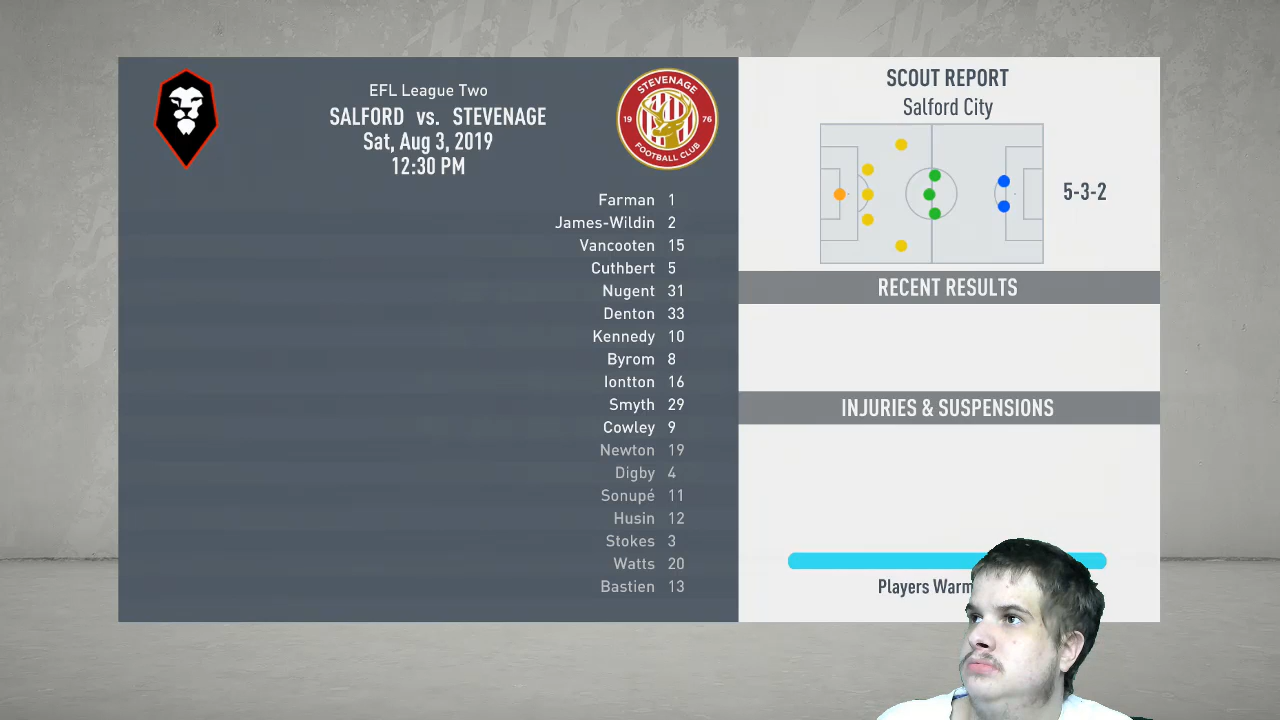 EFL League Two
SALFORD vs. STEVENAGE
Sat, Aug 3, 2019
12:30 PM
STEVENAGE
19 76
FOOTBALL CLUB
Farman 1
James-Wildin 2
Vancooten 15
Cuthbert 5
Nugent 31
Denton 33
Kennedy 10
Byrom 8
Iontton 16
Smyth 29
Cowley 9
Newton 19
Digby 4
Sonupé 11
Husin 12
Stokes 3
Watts 20
Bastien 13
SCOUT REPORT
Salford City
5-3-2
RECENT RESULTS
INJURIES & SUSPENSIONS
Players Warm